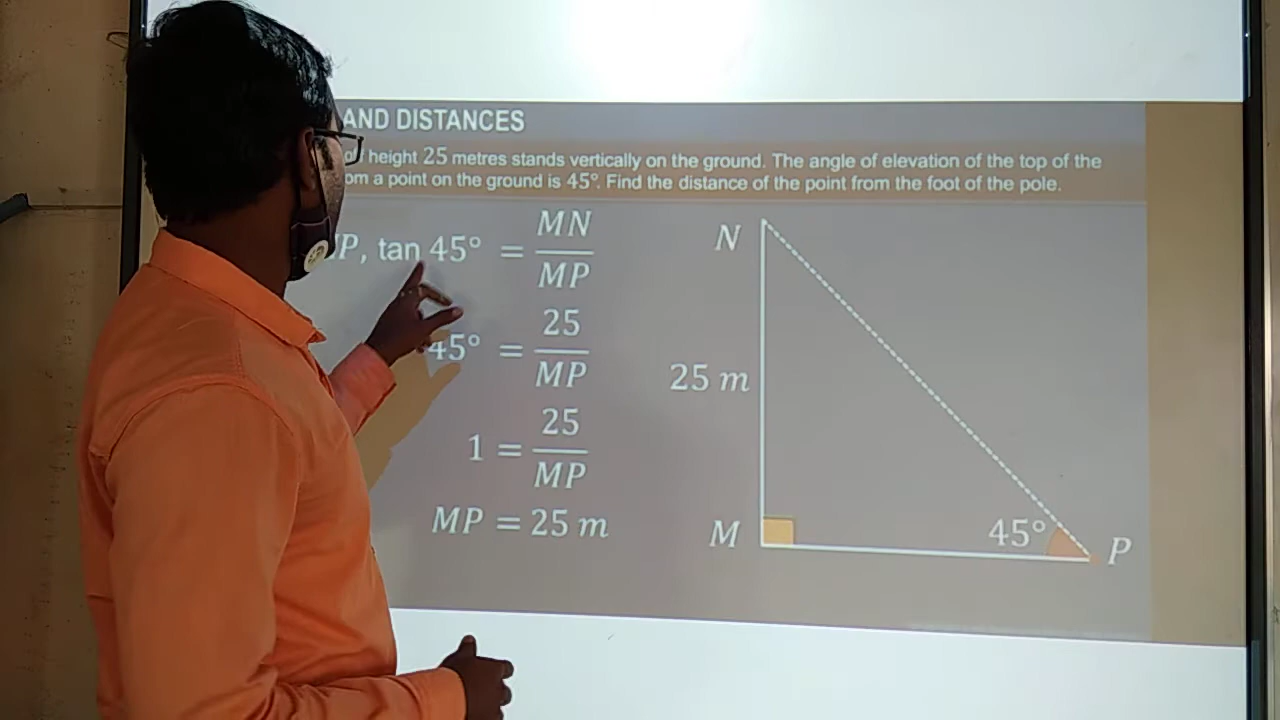 AND DISTANCES
of height 25 metres stands vertically on the ground. The angle of elevation of the top of the
om a point on the ground is 45°. Find the distance of the point from the foot of the pole.
P, tan 45° = MN / MP
45° = 25 / MP
1 = 25 / MP
MP = 25 m
N
25 m
M
45°
P